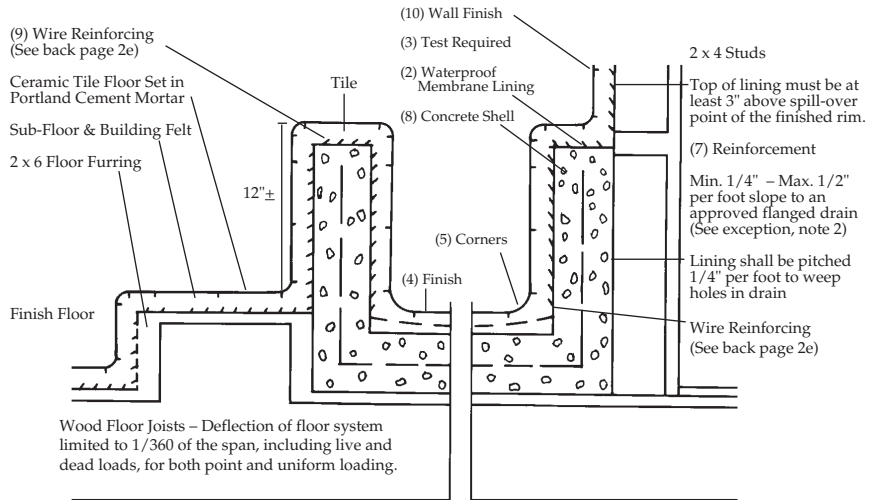 (9) Wire Reinforcing
(See back page 2e)
Ceramic Tile Floor Set in
Portland Cement Mortar
Sub-Floor & Building Felt
2 x 6 Floor Furring
Finish Floor
Tile
12"±
(10) Wall Finish
(3) Test Required
(2) Waterproof
Membrane Lining
(8) Concrete Shell
(5) Corners
(4) Finish
2 x 4 Studs
Top of lining must be at
least 3" above spill-over
point of the finished rim.
(7) Reinforcement
Min. 1/4" – Max. 1/2"
per foot slope to an
approved flanged drain
(See exception, note 2)
Lining shall be pitched
1/4" per foot to weep
holes in drain
Wire Reinforcing
(See back page 2e)
Wood Floor Joists – Deflection of floor system
limited to 1/360 of the span, including live and
dead loads, for both point and uniform loading.